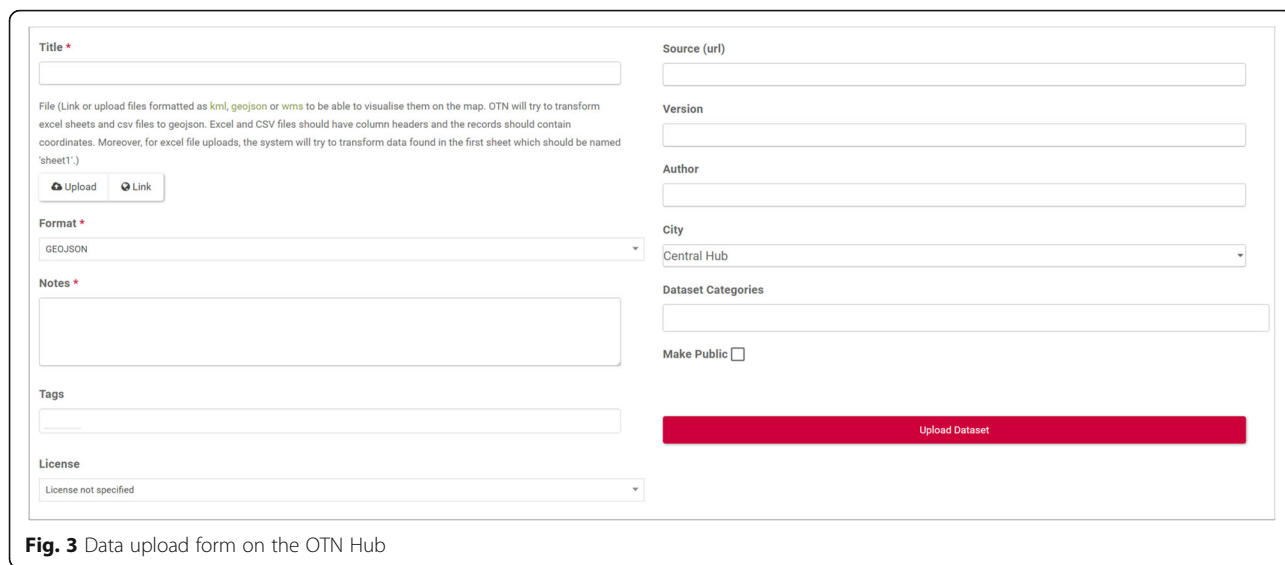 Title *
File (Link or upload files formatted as kml, geojson or wms to be able to visualise them on the map. OTN will try to transform
excel sheets and csv files to geojson. Excel and CSV files should have column headers and the records should contain
coordinates. Moreover, for excel file uploads, the system will try to transform data found in the first sheet which should be named
'sheet1'.)
Upload Link
Format *
GEOJSON
Notes *
Tags
License
License not specified
Source (url)
Version
Author
City
Central Hub
Dataset Categories
Make Public
Upload Dataset
Fig. 3 Data upload form on the OTN Hub